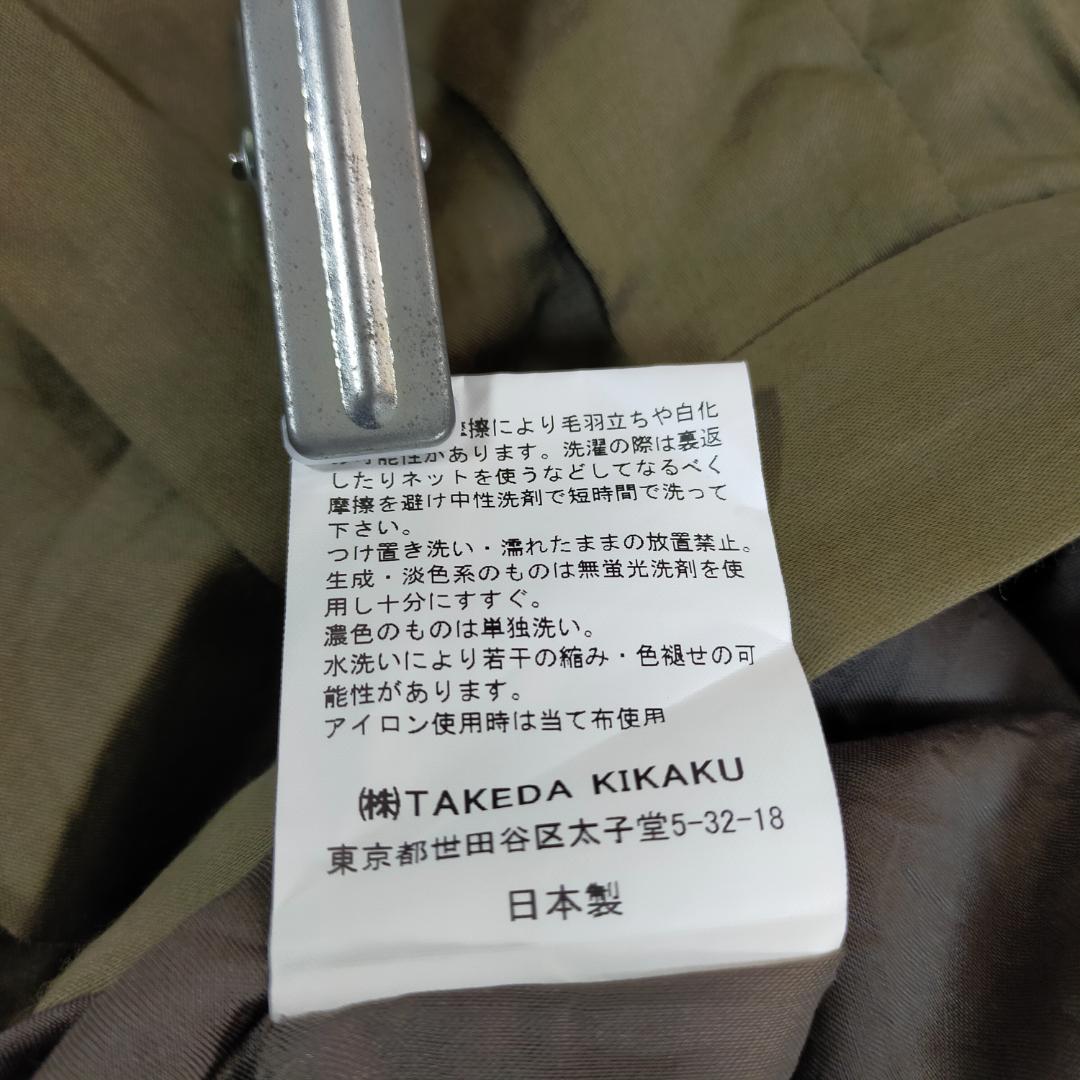 擦により毛羽立ちや白化
可能性があります。洗濯の際は裏返
したりネットを使うなどしてなるべく
摩擦を避け中性洗剤で短時間で洗って
下さい。
つけ置き洗い・濡れたままの放置禁止。
生成・淡色系のものは無蛍光洗剤を使
用し十分にすすぐ。
濃色のものは単独洗い。
水洗いにより若干の縮み・色褪せの可
能性があります。
アイロン使用時は当て布使用
㈱TAKEDA KIKAKU
東京都世田谷区太子堂5-32-18
日本製